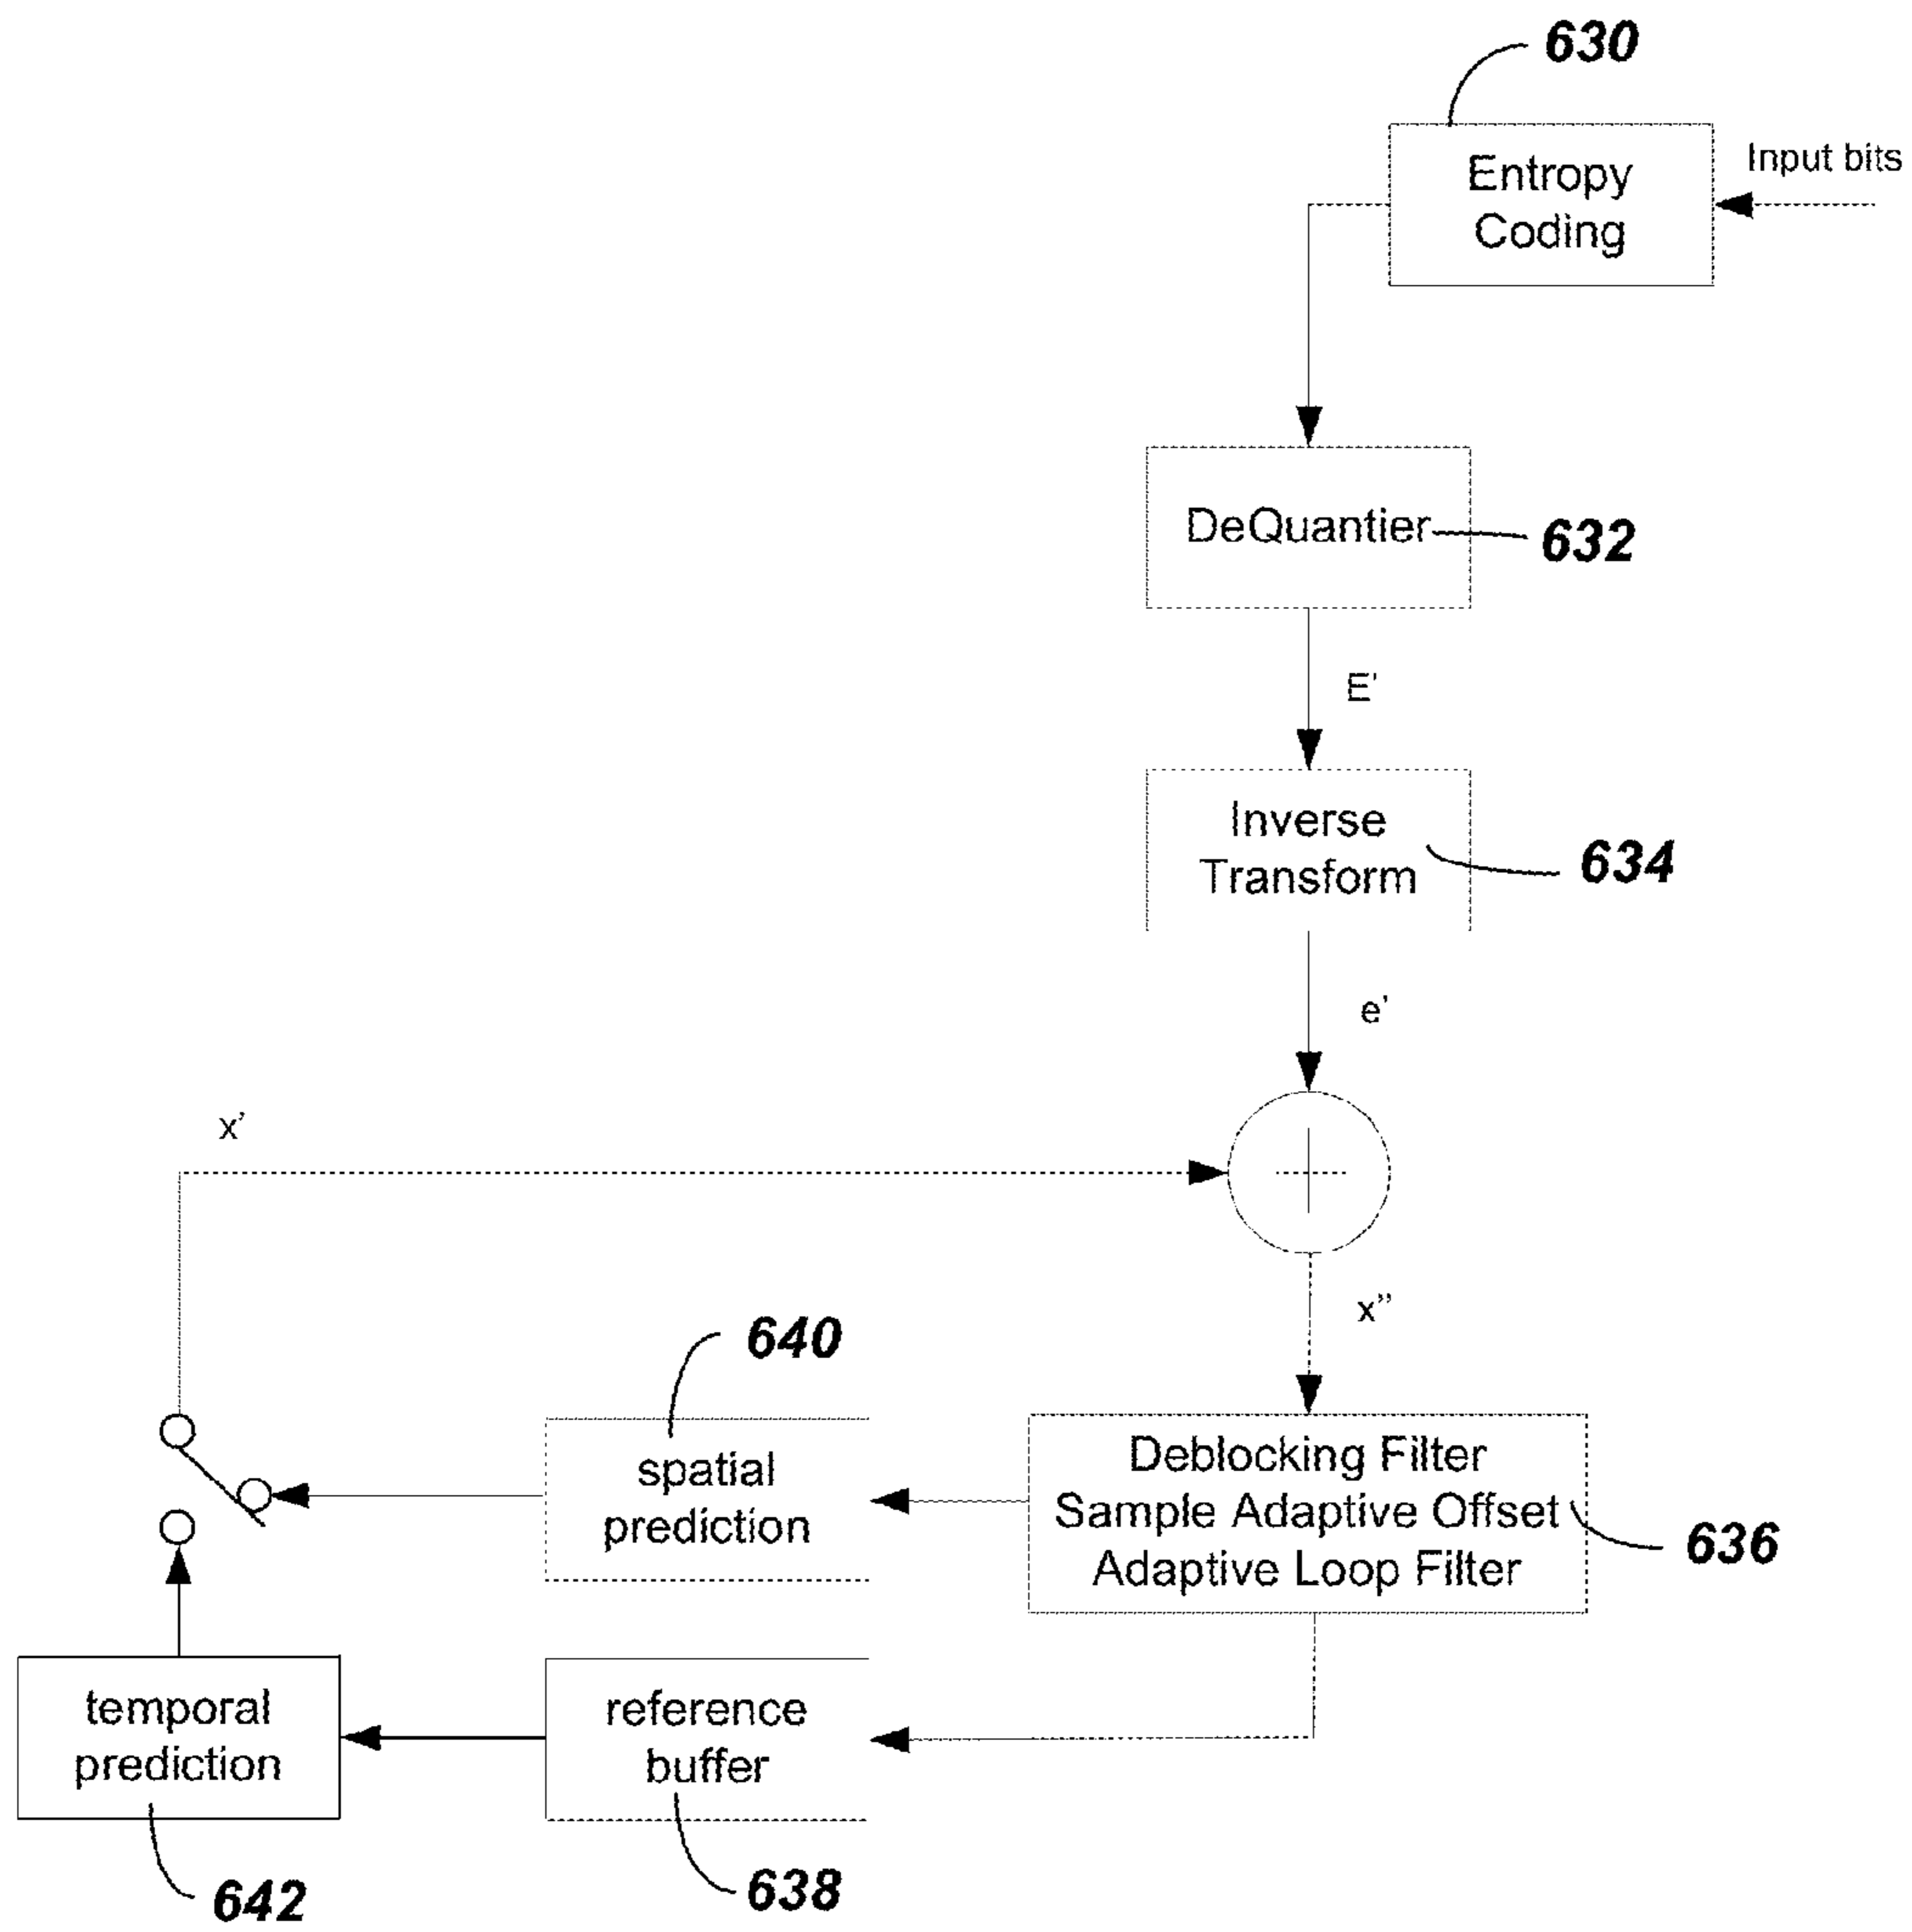 630
Entropy
Coding
Input bits
DeQuantier
632
E'
Inverse
Transform
634
e'
x'
x"
640
spatial
prediction
Deblocking Filter
Sample Adaptive Offset
Adaptive Loop Filter
636
temporal
prediction
reference
buffer
642
638